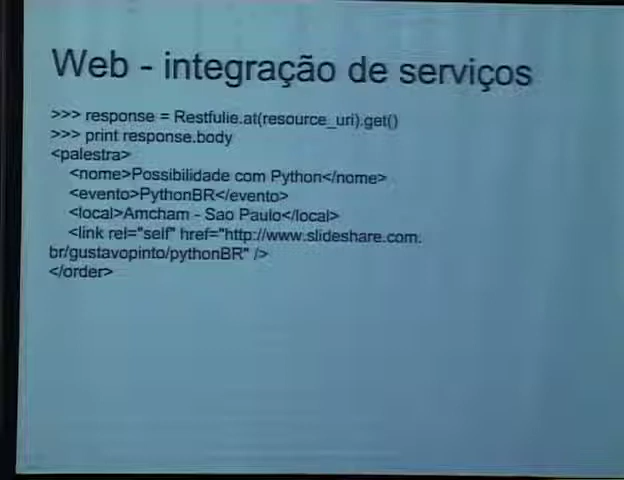 Web - integração de serviços
>>> response = Restfulie.at(resource_uri).get()
>>> print response.body
<palestra>
<nome>Possibilidade com Python</nome>
<evento>PythonBR</evento>
<local>Amcham - Sao Paulo</local>
<link rel="self" href="http://www.slideshare.com.
br/gustavopinto/pythonBR" />
</order>